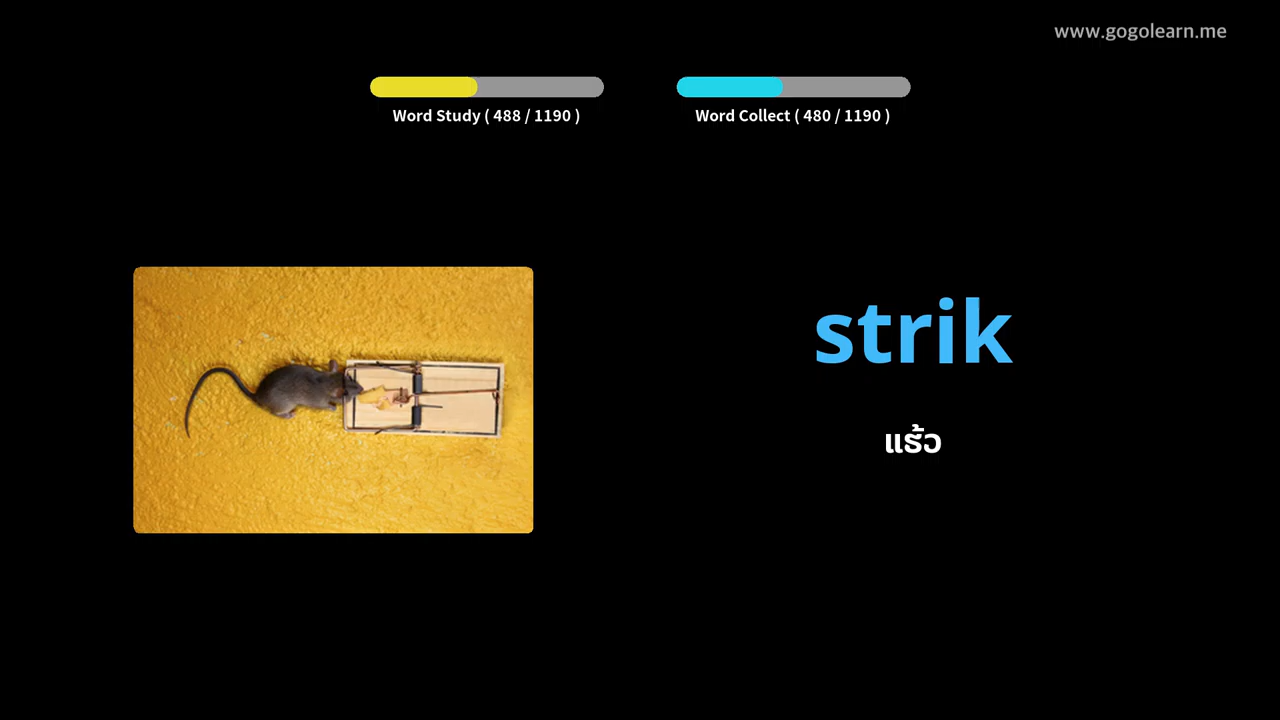 www.gogolearn.me
Word Study ( 488 / 1190 )
Word Collect ( 480 / 1190 )
strik
แร้ว